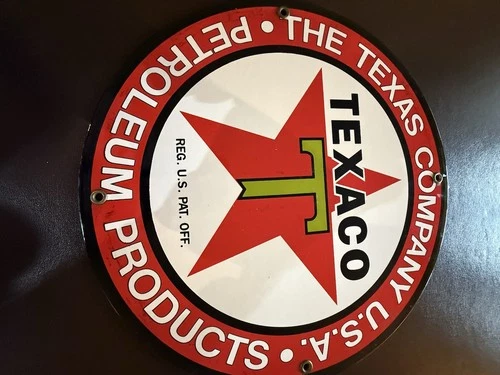 THE TEXAS COMPANY U.S.A.
TEXACO
T
REG. U.S. PAT. OFF.
PETROLEUM PRODUCTS